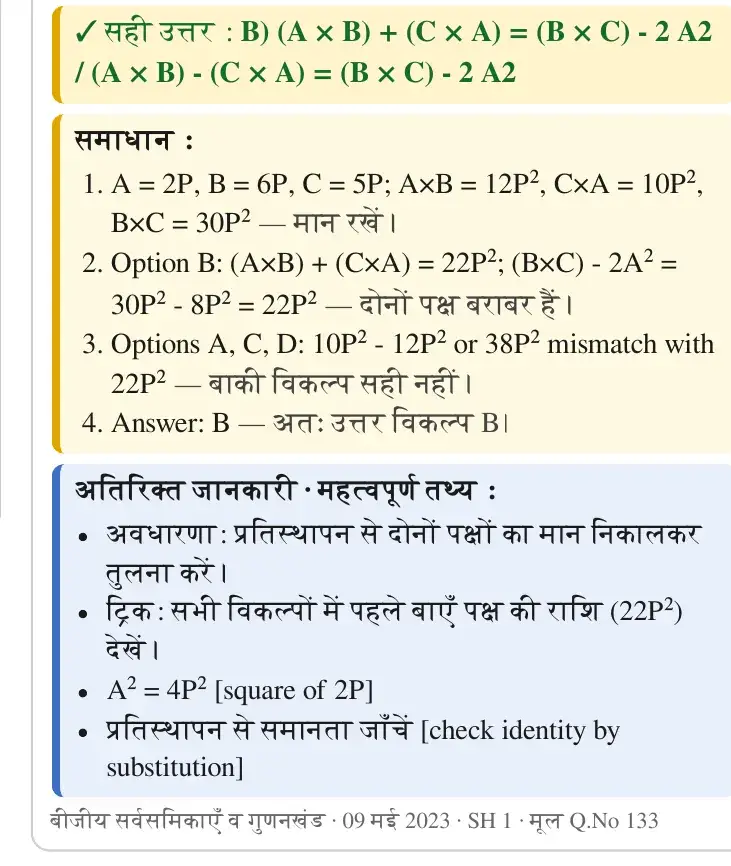 ✓ सही उत्तर : B) (A × B) + (C × A) = (B × C) - 2 A2
/ (A × B) - (C × A) = (B × C) - 2 A2
समाधान :
1. A = 2P, B = 6P, C = 5P; A×B = 12P², C×A = 10P²,
B×C = 30P² — मान रखें।
2. Option B: (A×B) + (C×A) = 22P²; (B×C) - 2A² =
30P² - 8P² = 22P² — दोनों पक्ष बराबर हैं।
3. Options A, C, D: 10P² - 12P² or 38P² mismatch with
22P² — बाकी विकल्प सही नहीं।
4. Answer: B — अतः उत्तर विकल्प B।
अतिरिक्त जानकारी · महत्वपूर्ण तथ्य :
• अवधारणा : प्रतिस्थापन से दोनों पक्षों का मान निकालकर
तुलना करें।
• ट्रिक : सभी विकल्पों में पहले बाएँ पक्ष की राशि (22P²)
देखें।
• A² = 4P² [square of 2P]
• प्रतिस्थापन से समानता जाँचें [check identity by
substitution]
बीजीय सर्वसमिकाएँ व गुणनखंड · 09 मई 2023 · SH 1 · मूल Q.No 133